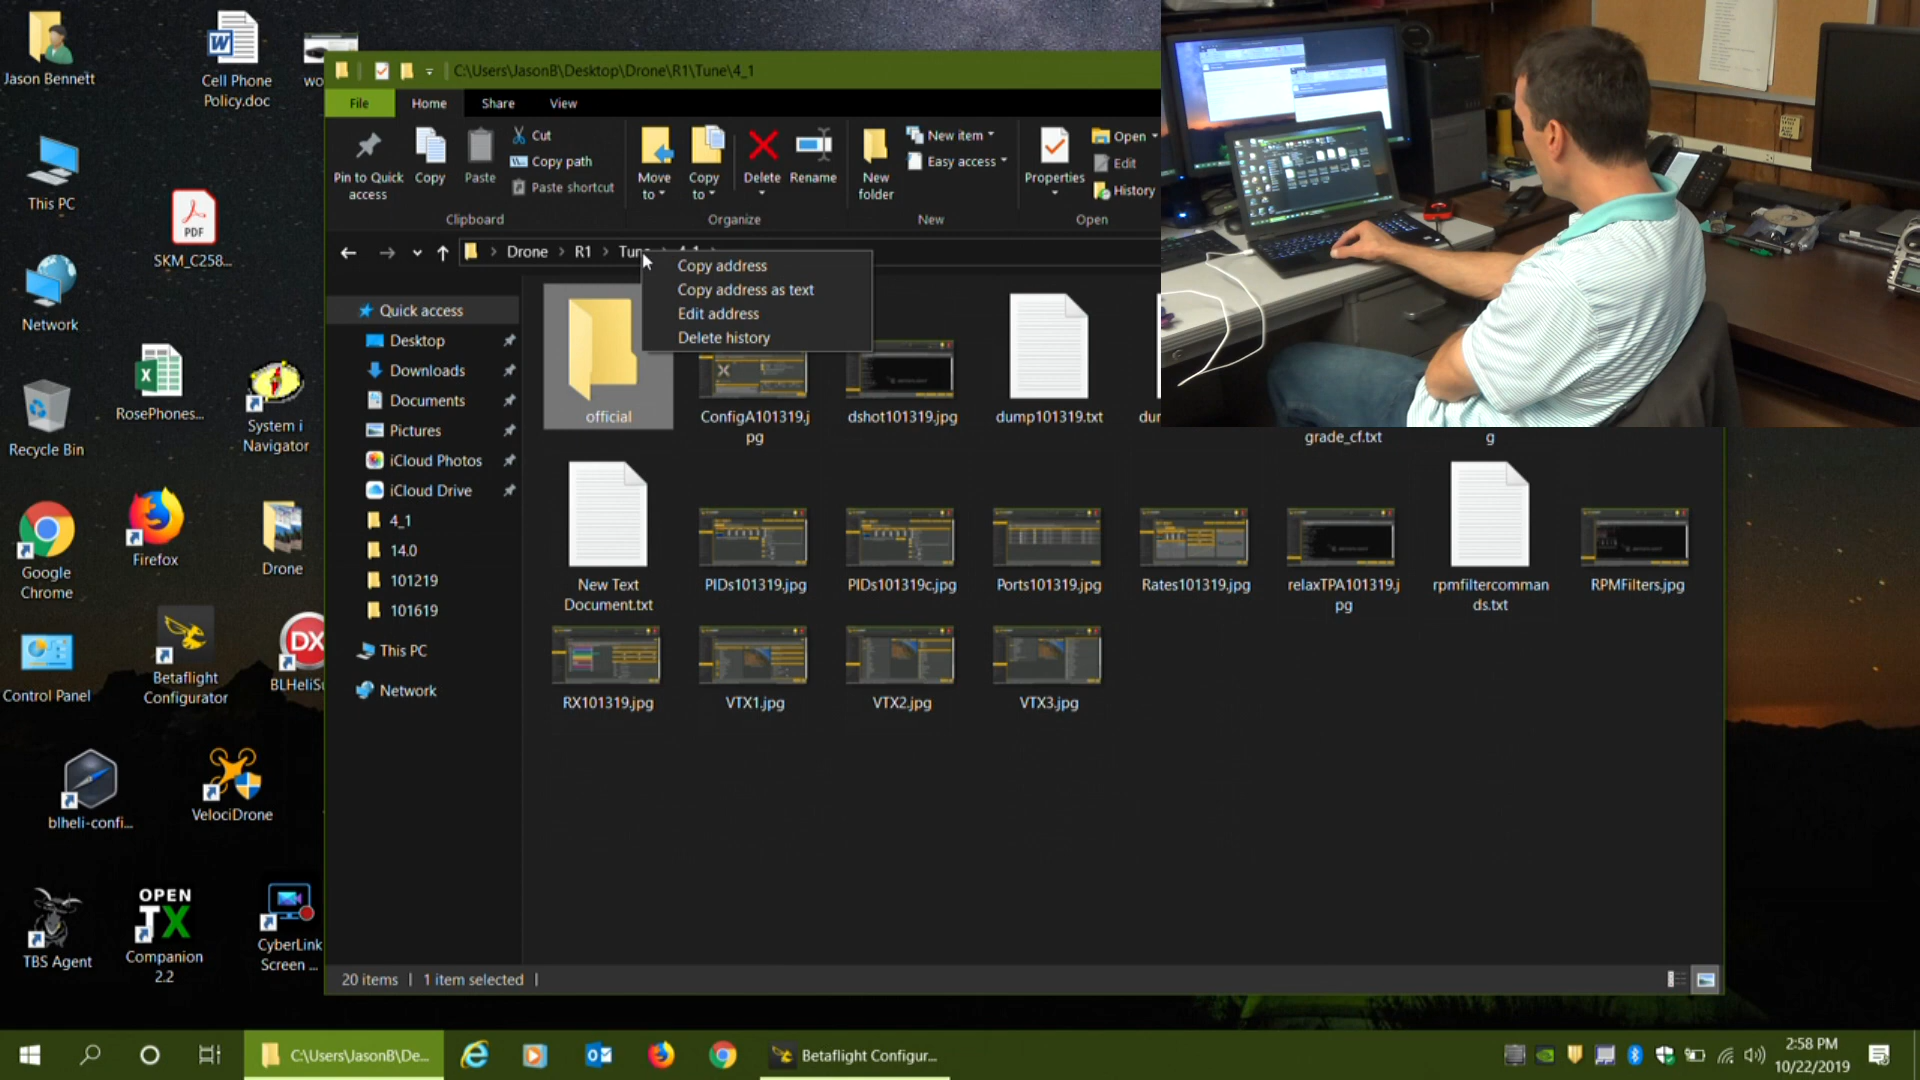 Jason Bennett
Cell Phone
Policy.doc
wo
This PC
PDF
SKM_C258...
Network
RosePhones...
System i
Navigator
Recycle Bin
Google
Chrome
Firefox
Drone
Control Panel
Betaflight
Configurator
DX
BLHeliSu
blheli-confi...
VelociDrone
TBS Agent
OPEN
TX
Companion
2.2
CyberLink
Screen ...
C:\Users\JasonB\Desktop\Drone\R1\Tune\4_1
File
Home
Share
View
Pin to Quick
access
Copy
Paste
Cut
Copy path
Paste shortcut
Clipboard
Move
to
Copy
to
Delete
Rename
Organize
New
folder
New item
Easy access
New
Properties
Open
Edit
History
Open
Drone
R1
Tun
4_1
Copy address
Copy address as text
Edit address
Delete history
Quick access
Desktop
Downloads
Documents
Pictures
iCloud Photos
iCloud Drive
4_1
14.0
101219
101619
This PC
Network
official
ConfigA101319.j
pg
dshot101319.jpg
dump101319.txt
dur
grade_cf.txt
g
New Text
Document.txt
PIDs101319.jpg
PIDs101319c.jpg
Ports101319.jpg
Rates101319.jpg
relaxTPA101319.j
pg
rpmfiltercomman
ds.txt
RPMFilters.jpg
RX101319.jpg
VTX1.jpg
VTX2.jpg
VTX3.jpg
20 items
1 item selected
C:\Users\JasonB\De...
Betaflight Configur...
2:58 PM
10/22/2019